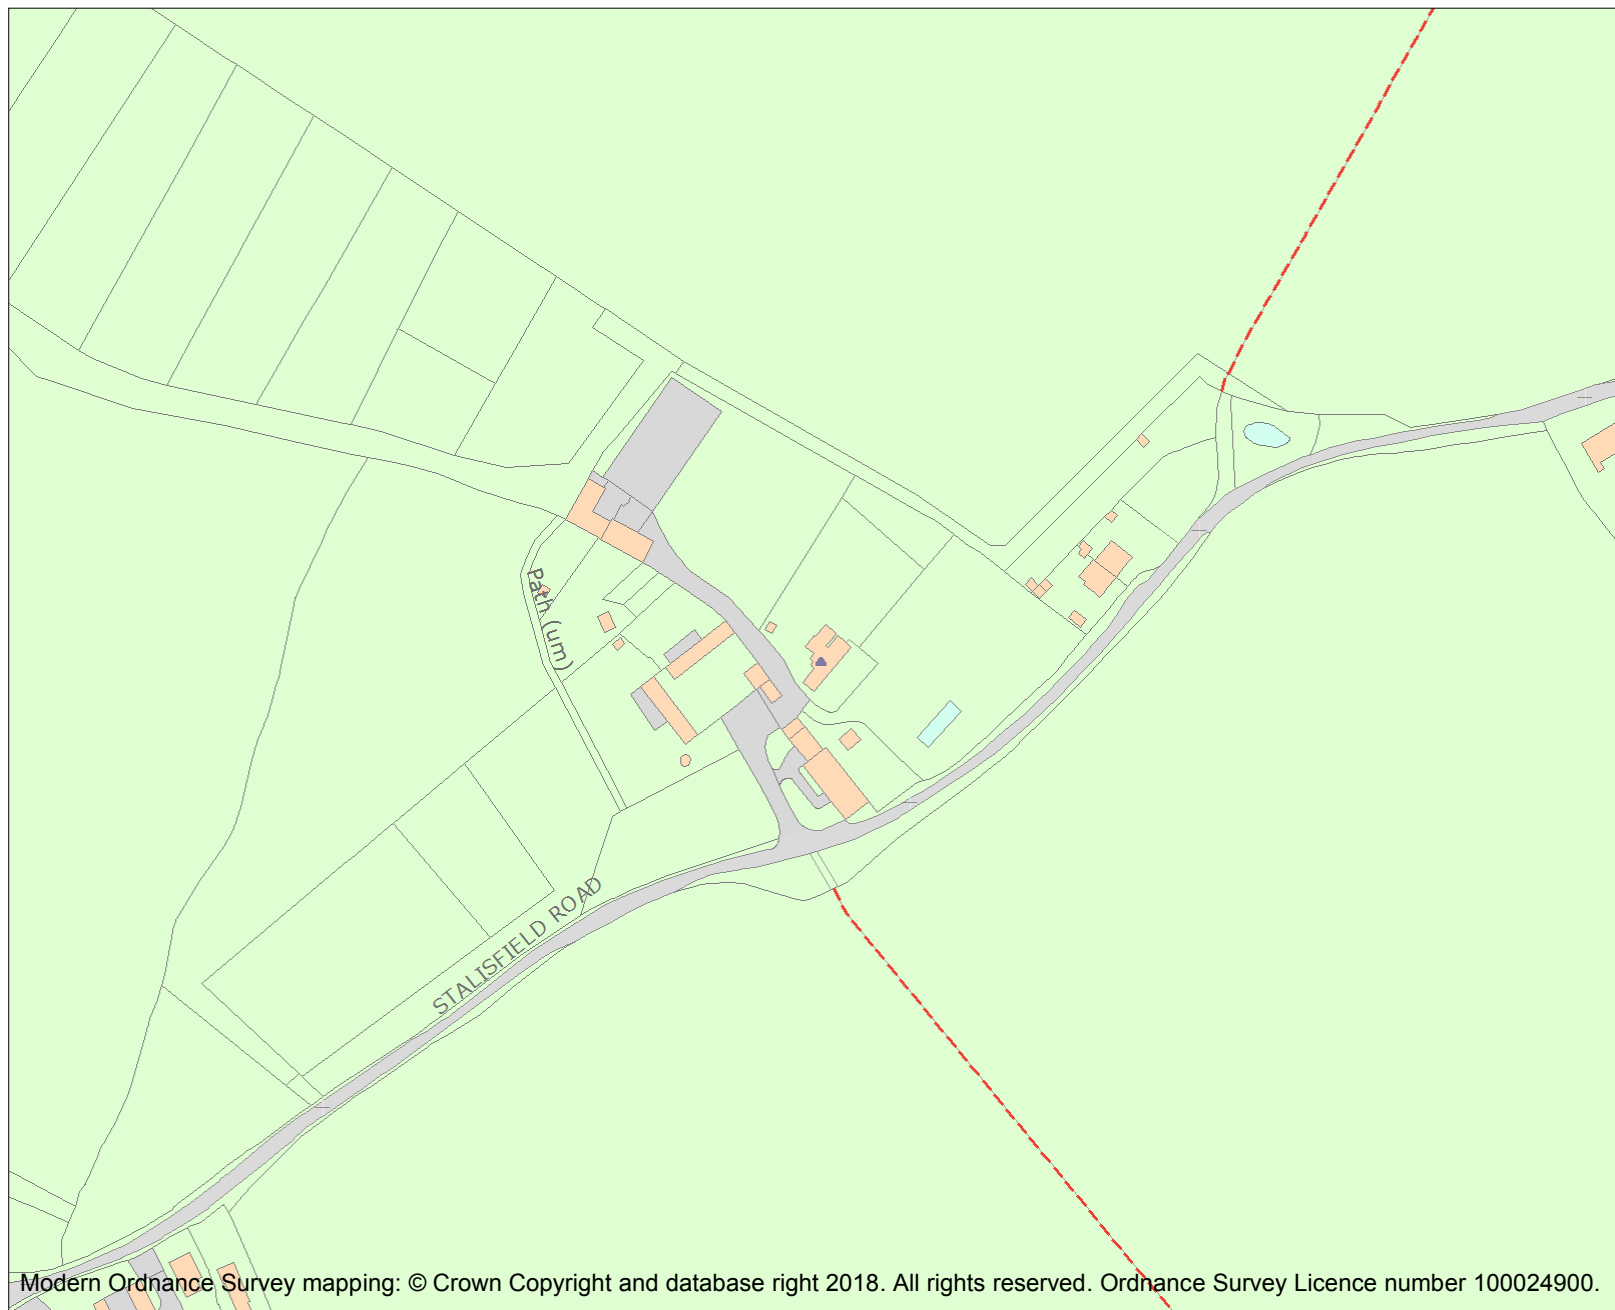 Path (um)
STALISFIELD ROAD
Modern Ordnance Survey mapping: © Crown Copyright and database right 2018. All rights reserved. Ordnance Survey Licence number 100024900.